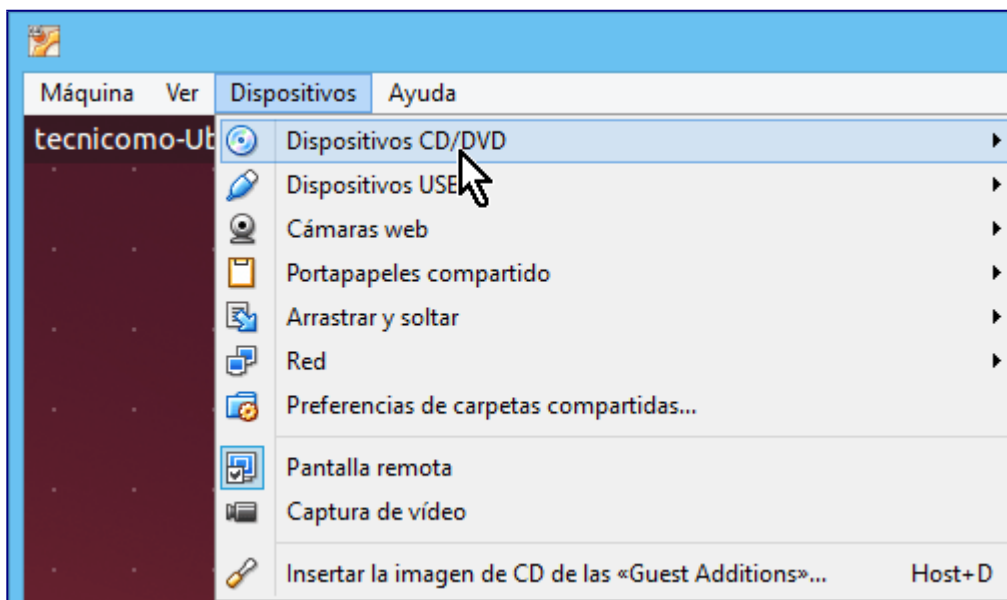 Máquina Ver Dispositivos Ayuda
tecnicomo-Ub
Dispositivos CD/DVD
Dispositivos USB
Cámaras web
Portapapeles compartido
Arrastrar y soltar
Red
Preferencias de carpetas compartidas...
Pantalla remota
Captura de vídeo
Insertar la imagen de CD de las «Guest Additions»... Host+D